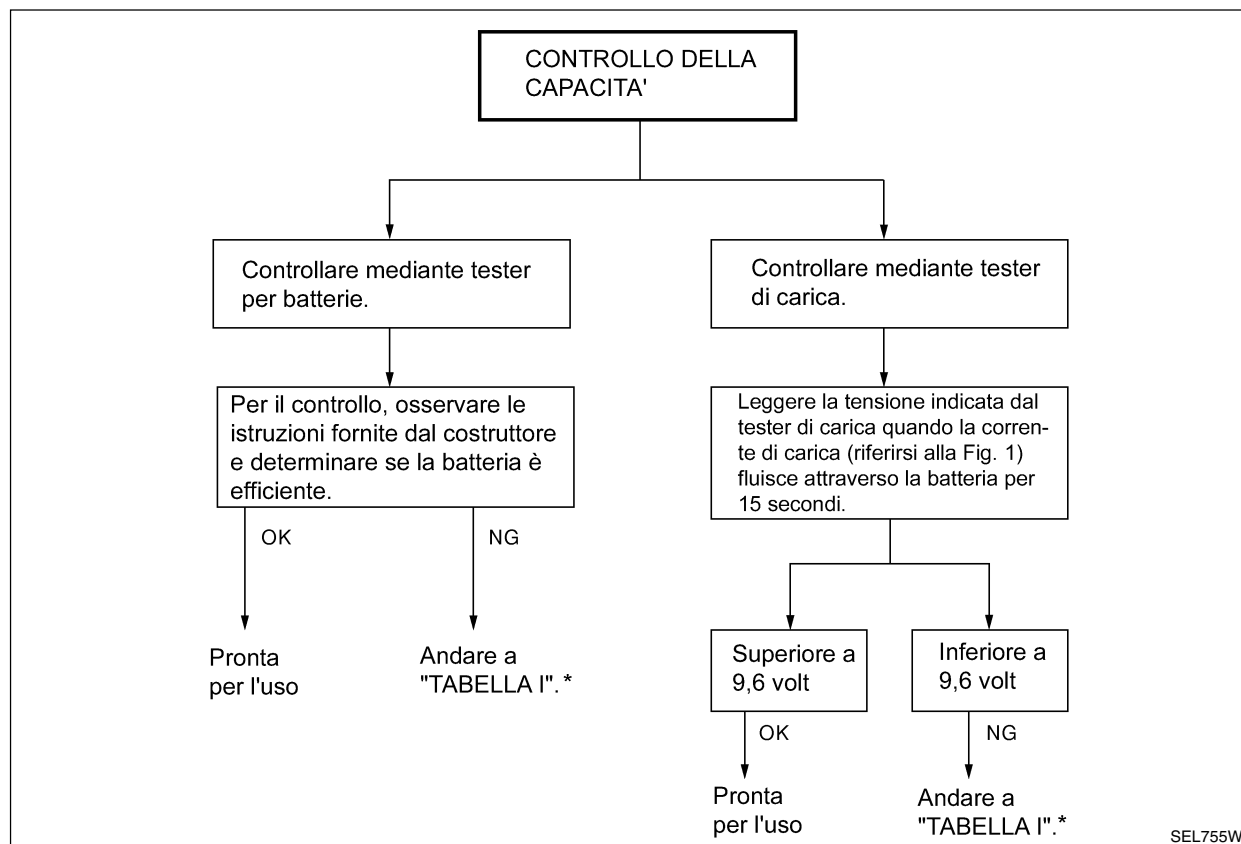 CONTROLLO DELLA
CAPACITA'
Controllare mediante tester
per batterie.
Controllare mediante tester
di carica.
Per il controllo, osservare le
istruzioni fornite dal costruttore
e determinare se la batteria è
efficiente.
Leggere la tensione indicata dal
tester di carica quando la corren-
te di carica (riferirsi alla Fig. 1)
fluisce attraverso la batteria per
15 secondi.
OK
NG
Pronta
per l'uso
Andare a
"TABELLA I".*
Superiore a
9,6 volt
Inferiore a
9,6 volt
OK
NG
Pronta
per l'uso
Andare a
"TABELLA I".*
SEL755W